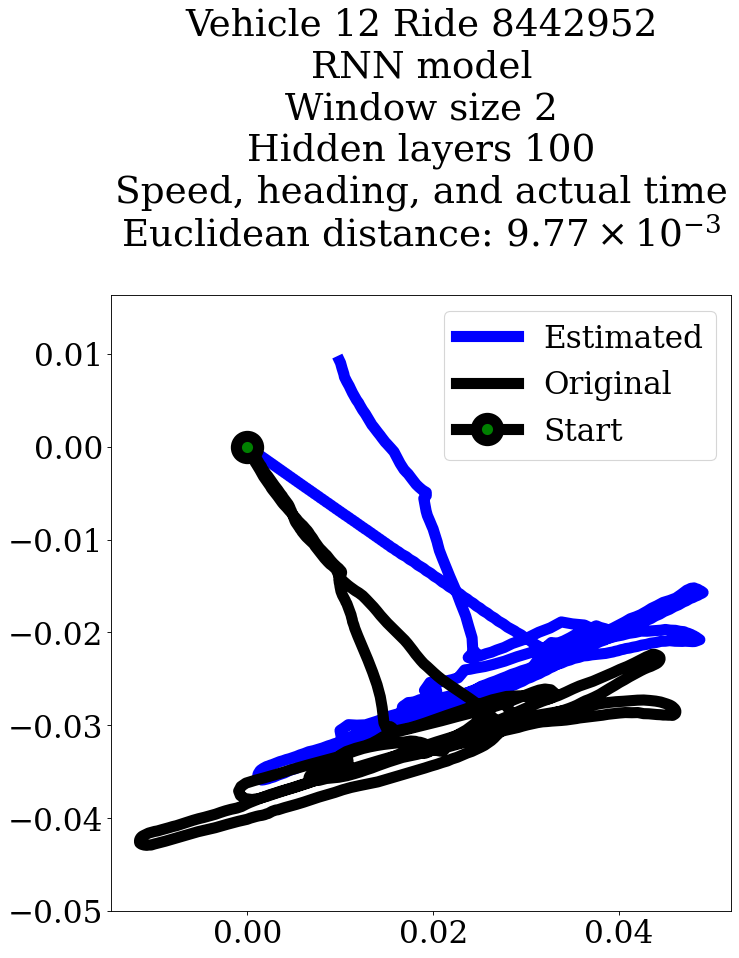 Vehicle 12 Ride 8442952
RNN model
Window size 2
Hidden layers 100
Speed, heading, and actual time
Euclidean distance: 9.77 × 10⁻³
Estimated
Original
Start
0.01
0.00
−0.01
−0.02
−0.03
−0.04
−0.05
0.00 0.02 0.04